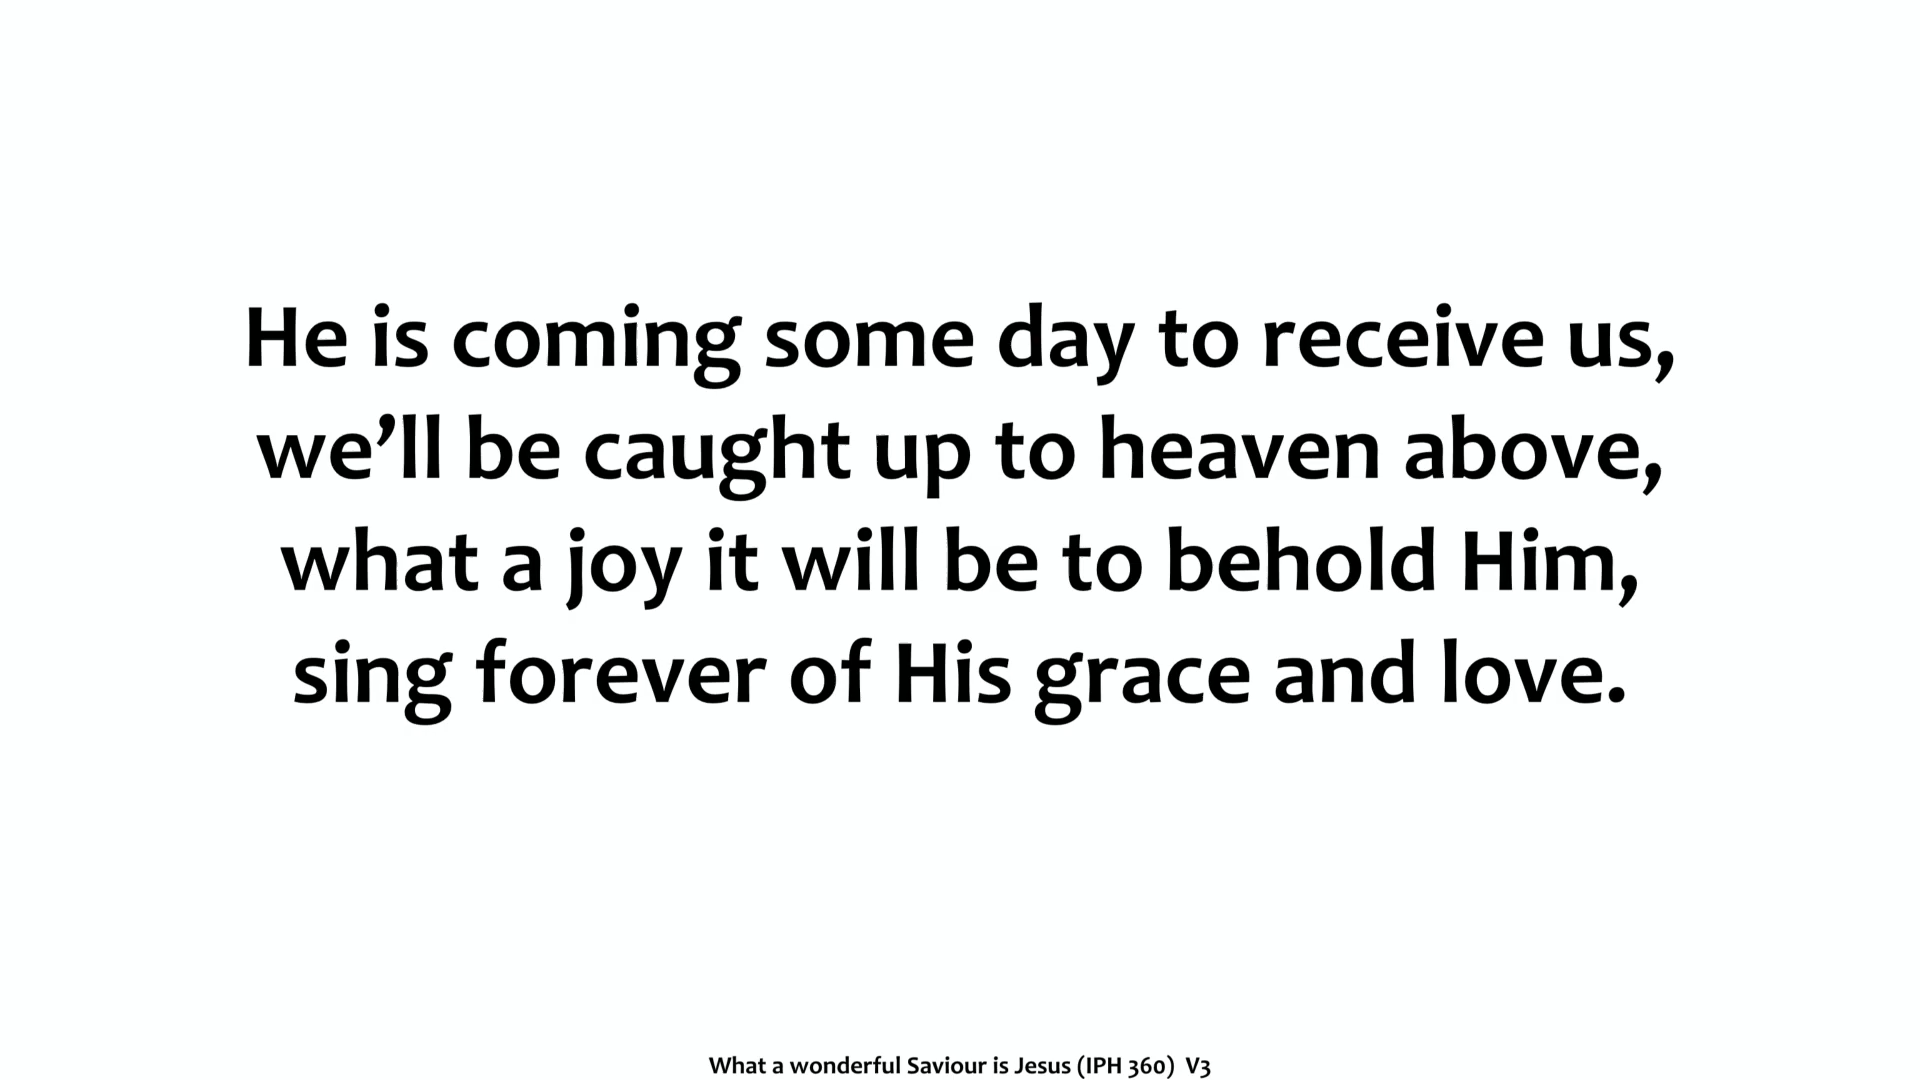 He is coming some day to receive us,
we’ll be caught up to heaven above,
what a joy it will be to behold Him,
sing forever of His grace and love.
What a wonderful Saviour is Jesus (IPH 360)  V3